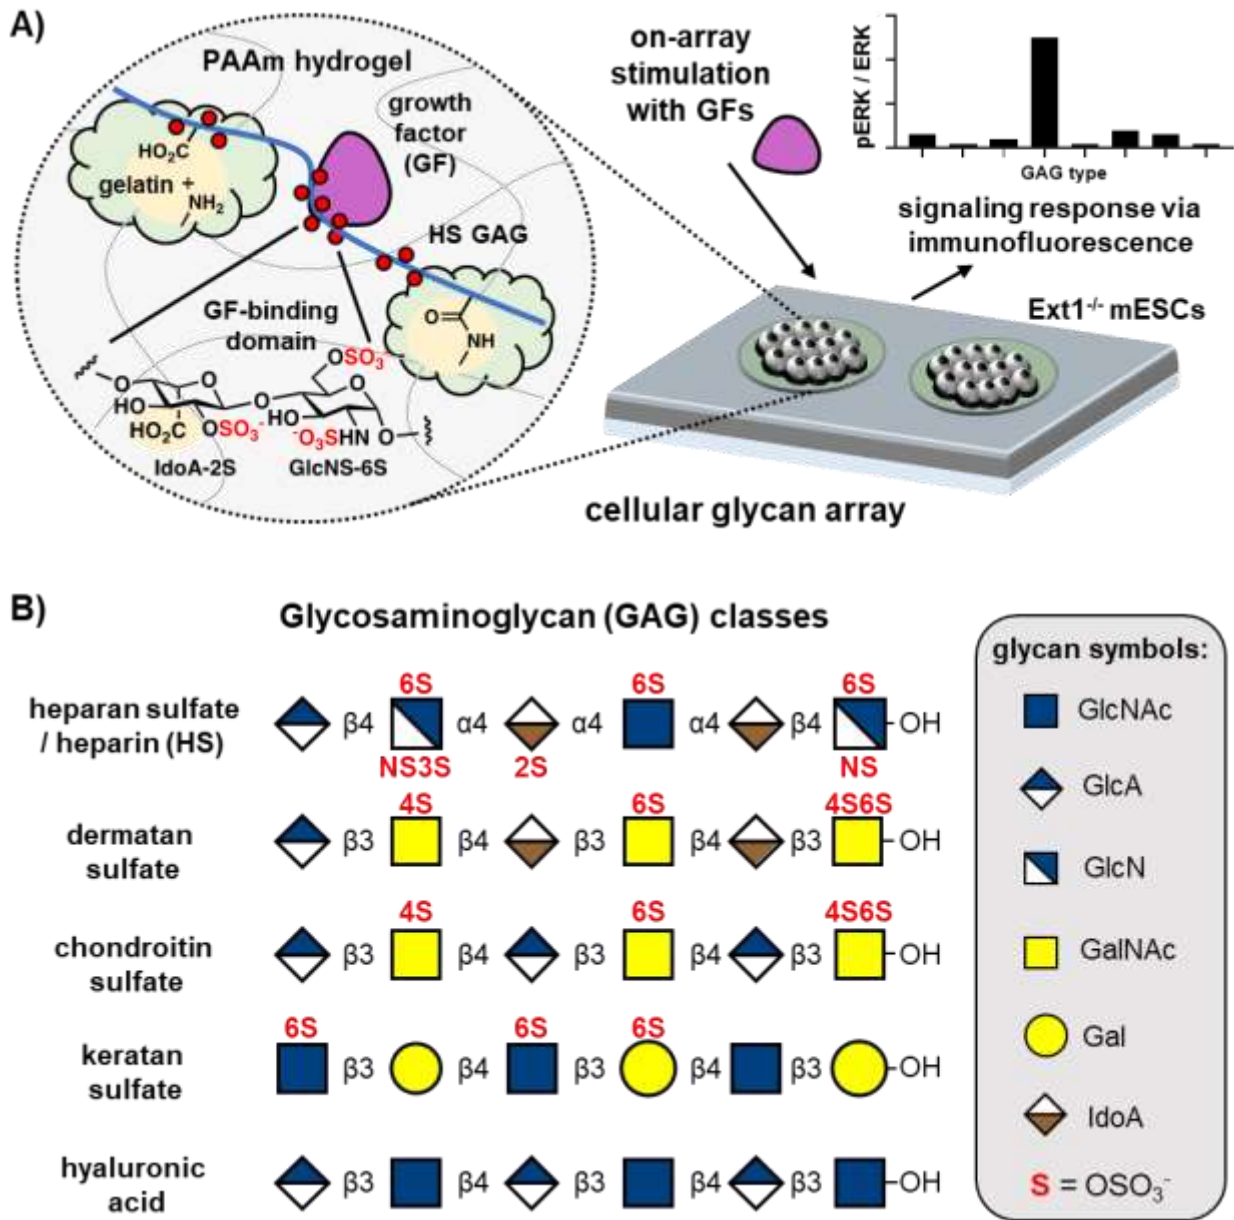 A)
PAAm hydrogel
growth
factor
(GF)
HO₂C
gelatin +
NH₂
HS GAG
GF-binding
domain
O
NH
OSO₃⁻
O
O
O
O
HO
HO
HO₂C
OSO₃⁻
⁻O₃S
HN
O
IdoA-2S
GlcNS-6S
on-array
stimulation
with GFs
pERK / ERK
GAG type
signaling response via
immunofluorescence
Ext1⁻/⁻ mESCs
cellular glycan array
B)
Glycosaminoglycan (GAG) classes
heparan sulfate
/ heparin (HS)
6S 6S 6S
β4 α4 α4 α4 β4 -OH
NS3S 2S NS
dermatan
sulfate
4S 6S 4S6S
β3 β4 β3 β4 β3 -OH
chondroitin
sulfate
4S 6S 4S6S
β3 β4 β3 β4 β3 -OH
keratan
sulfate
6S 6S 6S
β3 β4 β3 β4 β3 -OH
hyaluronic
acid
β3 β4 β3 β4 β3 -OH
glycan symbols:
GlcNAc
GlcA
GlcN
GalNAc
Gal
IdoA
S = OSO₃⁻